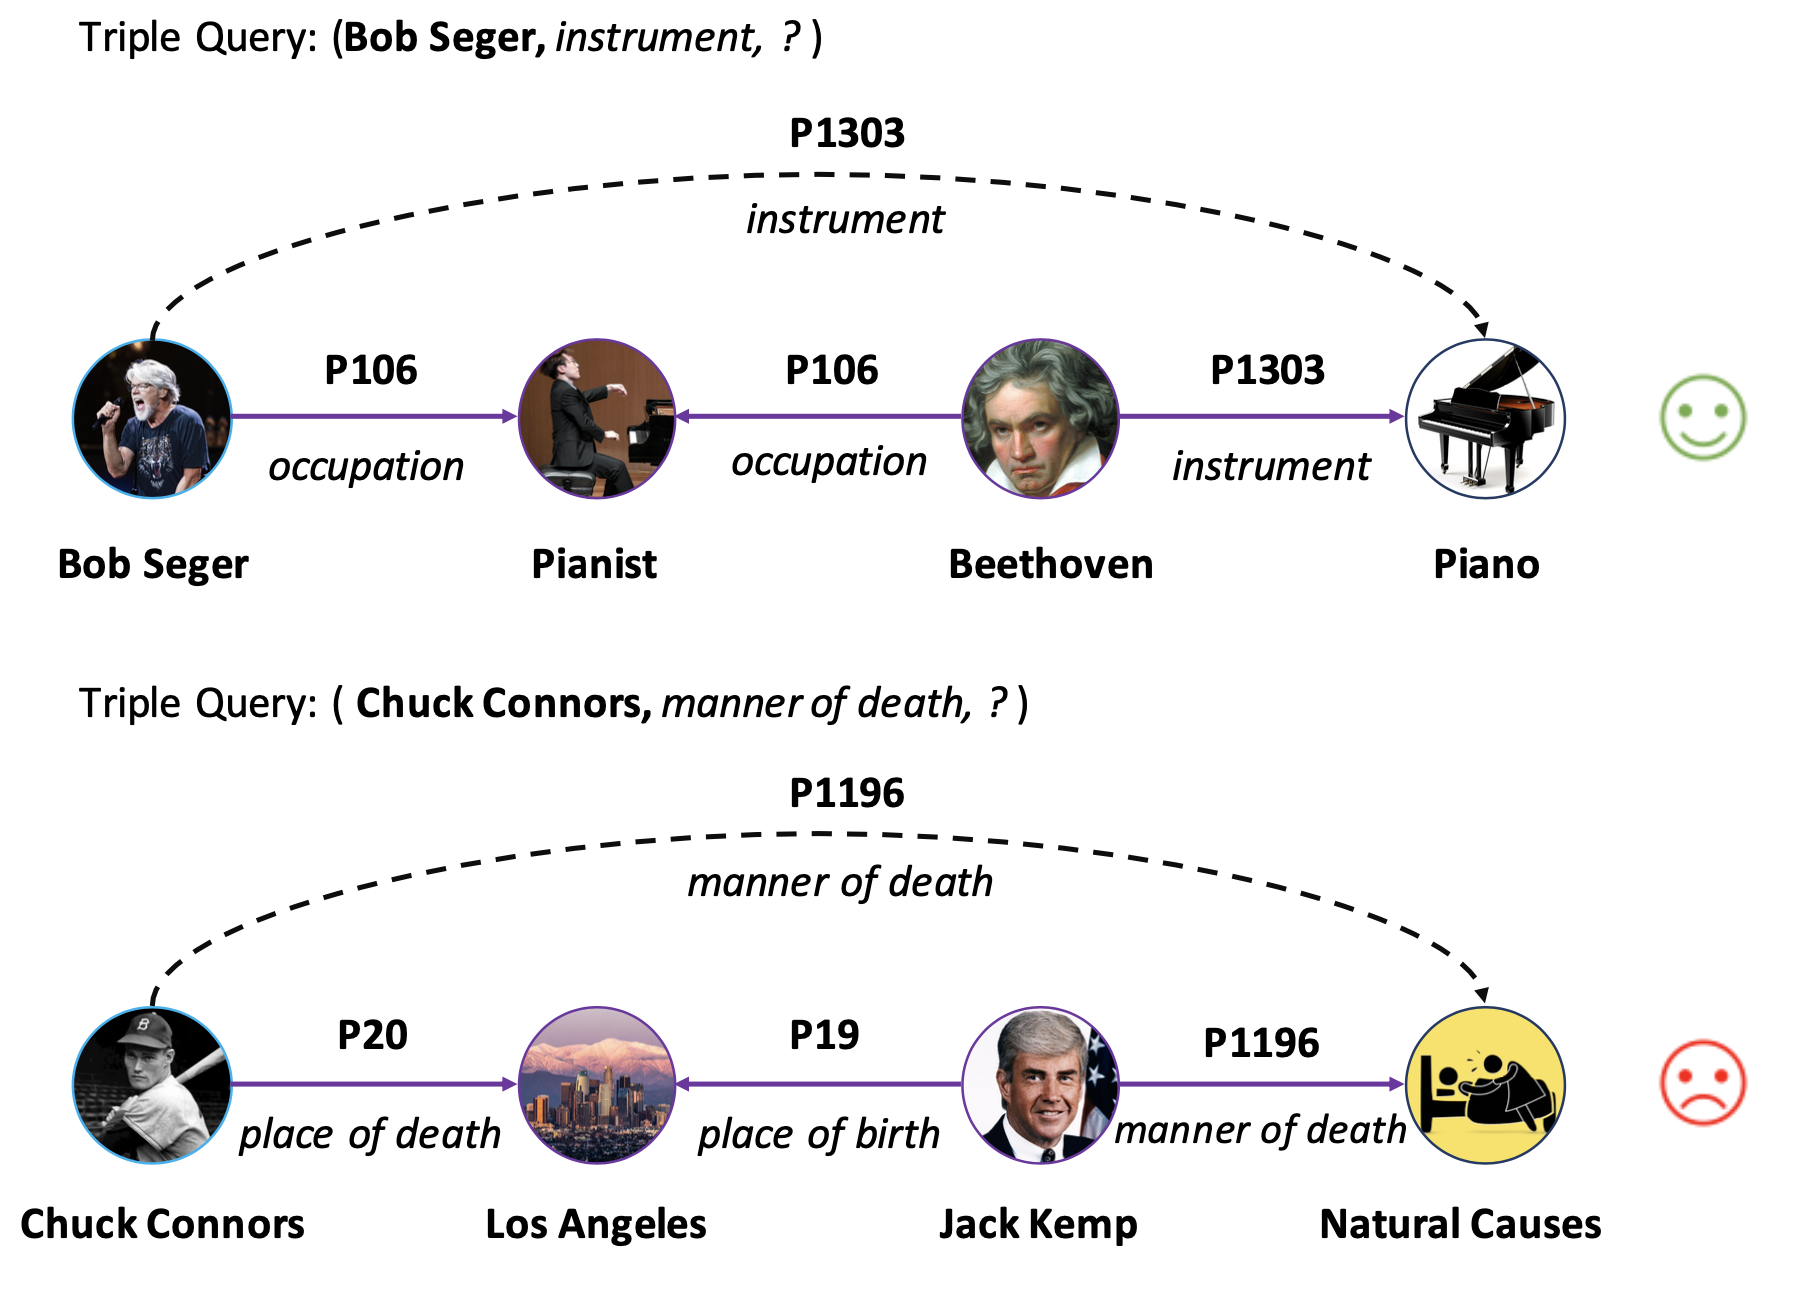 Triple Query: (Bob Seger, instrument, ? )
P1303
instrument
P106 P106 P1303
occupation occupation instrument
Bob Seger Pianist Beethoven Piano
Triple Query: ( Chuck Connors, manner of death, ? )
P1196
manner of death
B
P20 P19 P1196
place of death place of birth manner of death
Chuck Connors Los Angeles Jack Kemp Natural Causes